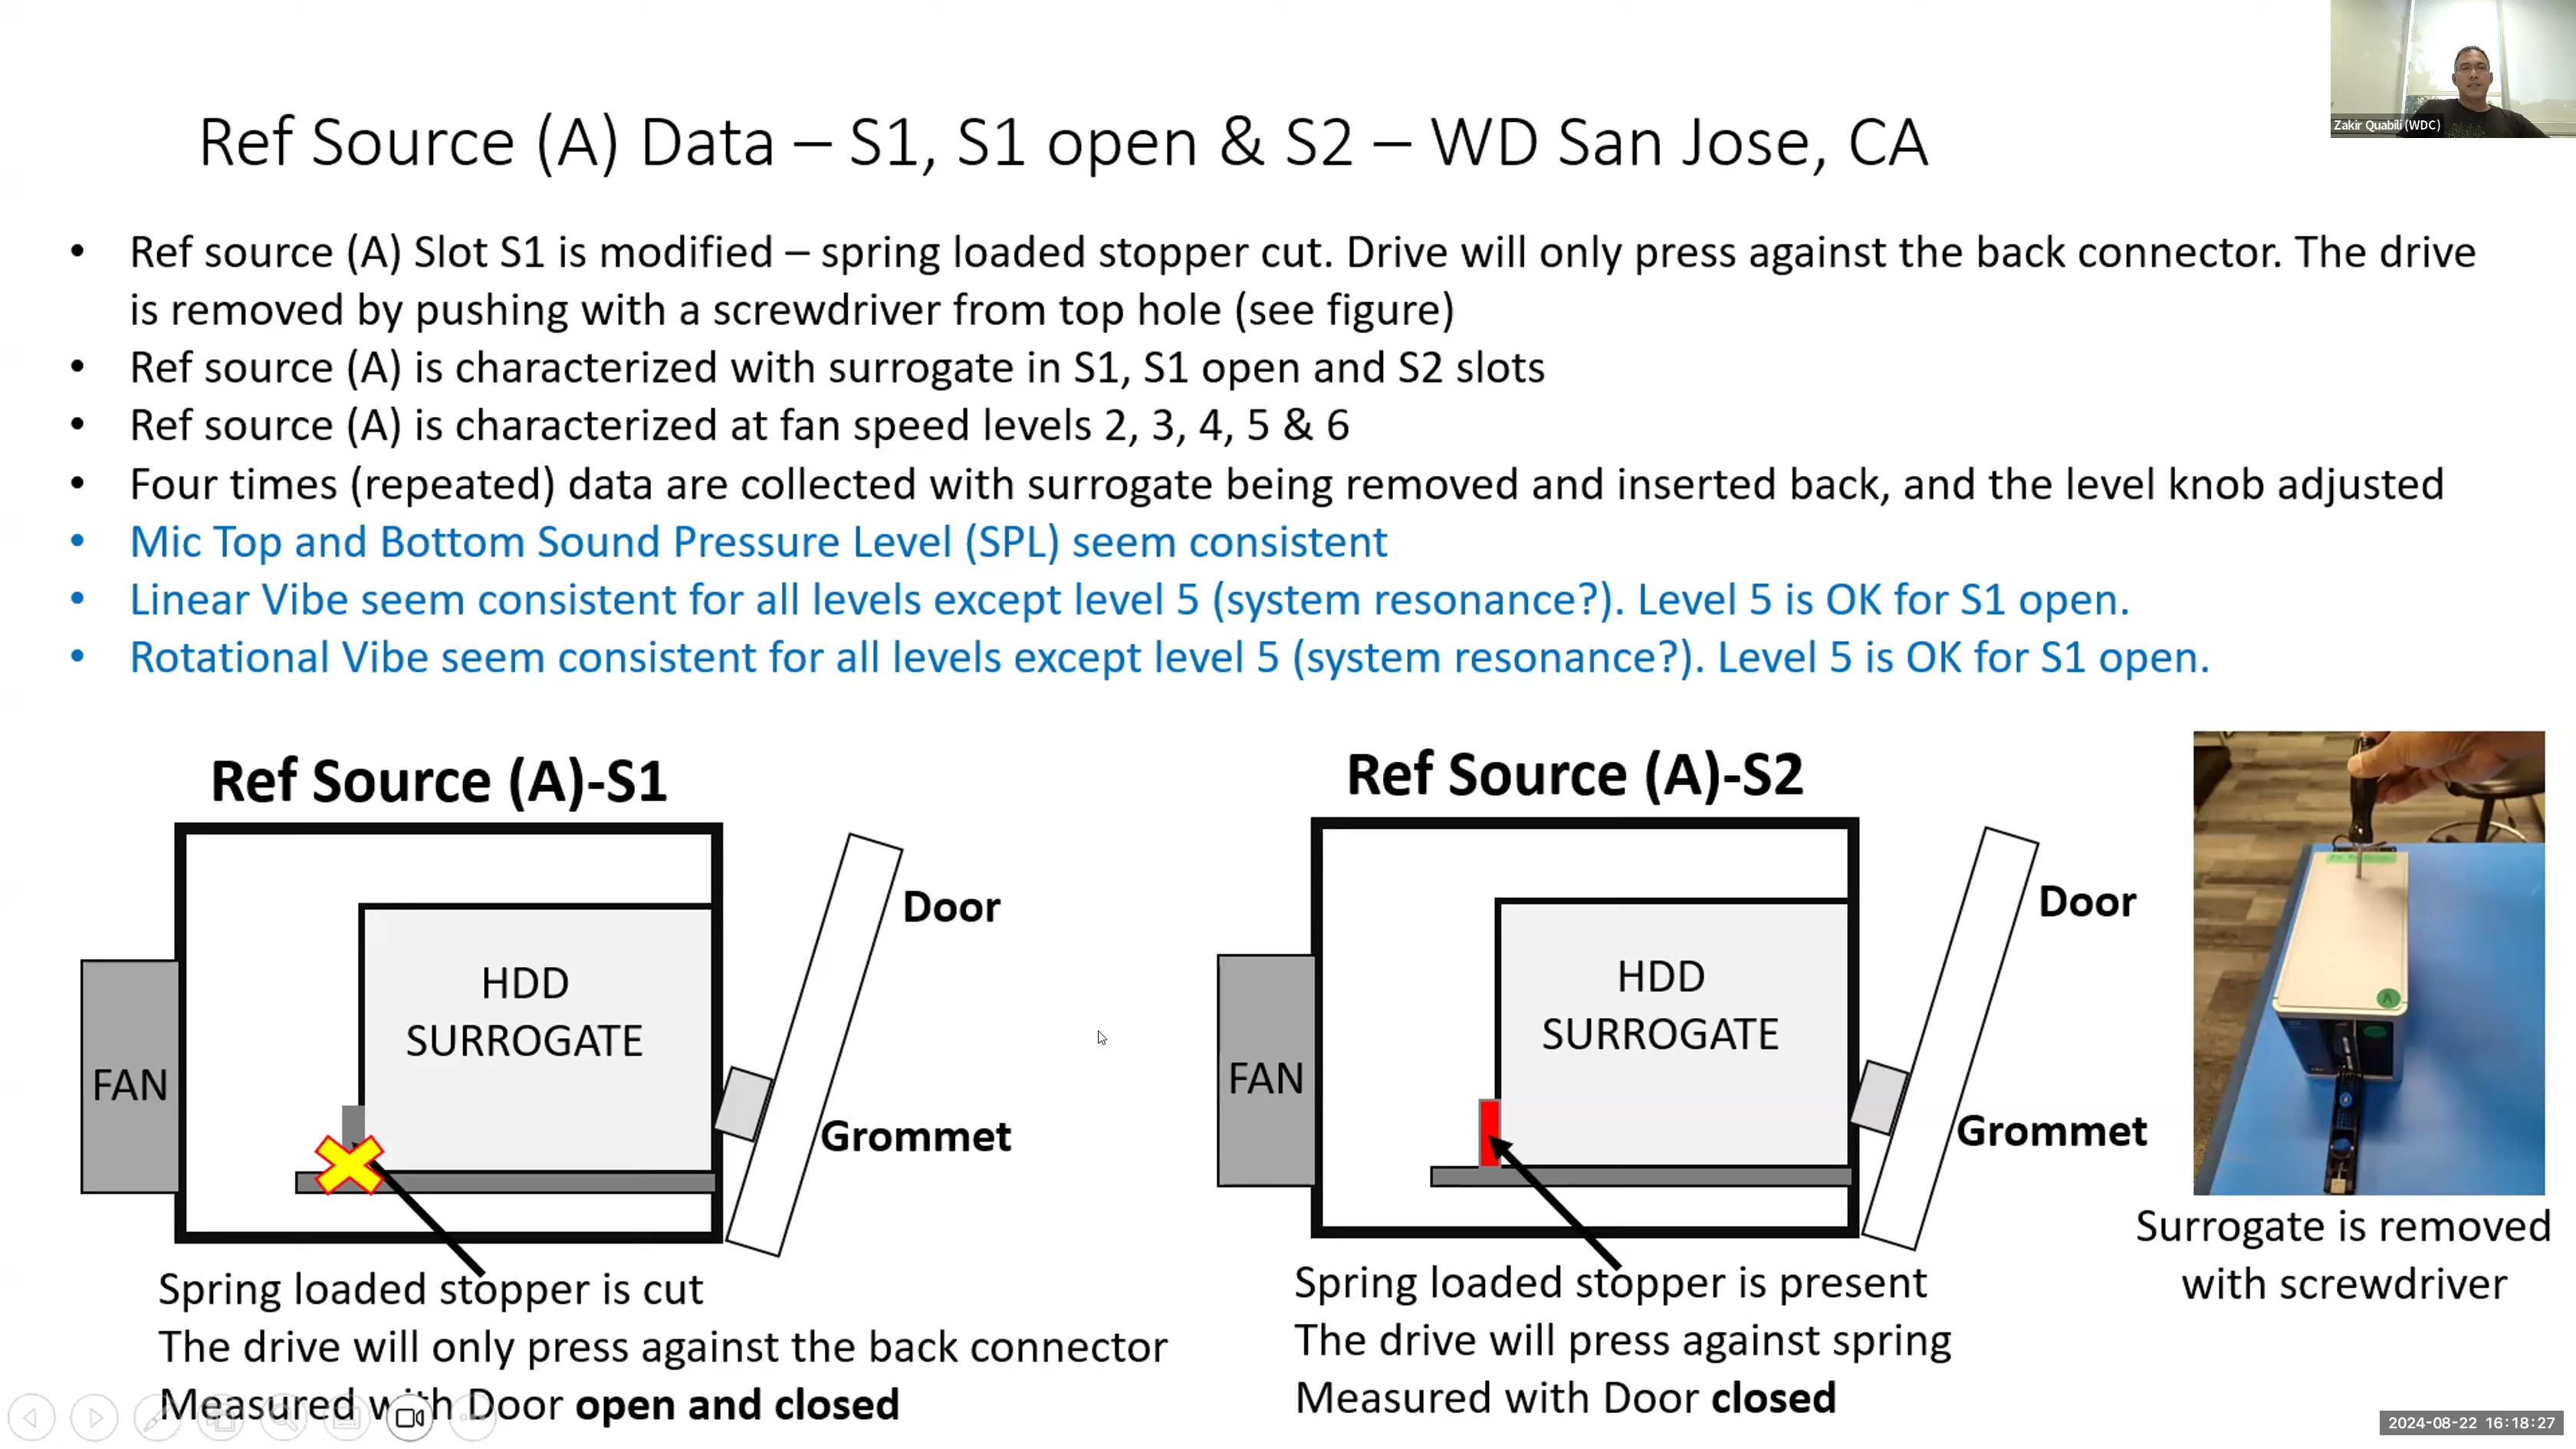 Zakir Quabili (WDC)
Ref Source (A) Data – S1, S1 open & S2 – WD San Jose, CA
• Ref source (A) Slot S1 is modified – spring loaded stopper cut. Drive will only press against the back connector. The drive
is removed by pushing with a screwdriver from top hole (see figure)
• Ref source (A) is characterized with surrogate in S1, S1 open and S2 slots
• Ref source (A) is characterized at fan speed levels 2, 3, 4, 5 & 6
• Four times (repeated) data are collected with surrogate being removed and inserted back, and the level knob adjusted
• Mic Top and Bottom Sound Pressure Level (SPL) seem consistent
• Linear Vibe seem consistent for all levels except level 5 (system resonance?). Level 5 is OK for S1 open.
• Rotational Vibe seem consistent for all levels except level 5 (system resonance?). Level 5 is OK for S1 open.
Ref Source (A)-S1
Door
HDD
SURROGATE
FAN
Grommet
Spring loaded stopper is cut
The drive will only press against the back connector
Measured with Door open and closed
Ref Source (A)-S2
Door
HDD
SURROGATE
FAN
Grommet
Spring loaded stopper is present
The drive will press against spring
Measured with Door closed
A
Surrogate is removed
with screwdriver
2024-08-22 16:18:27